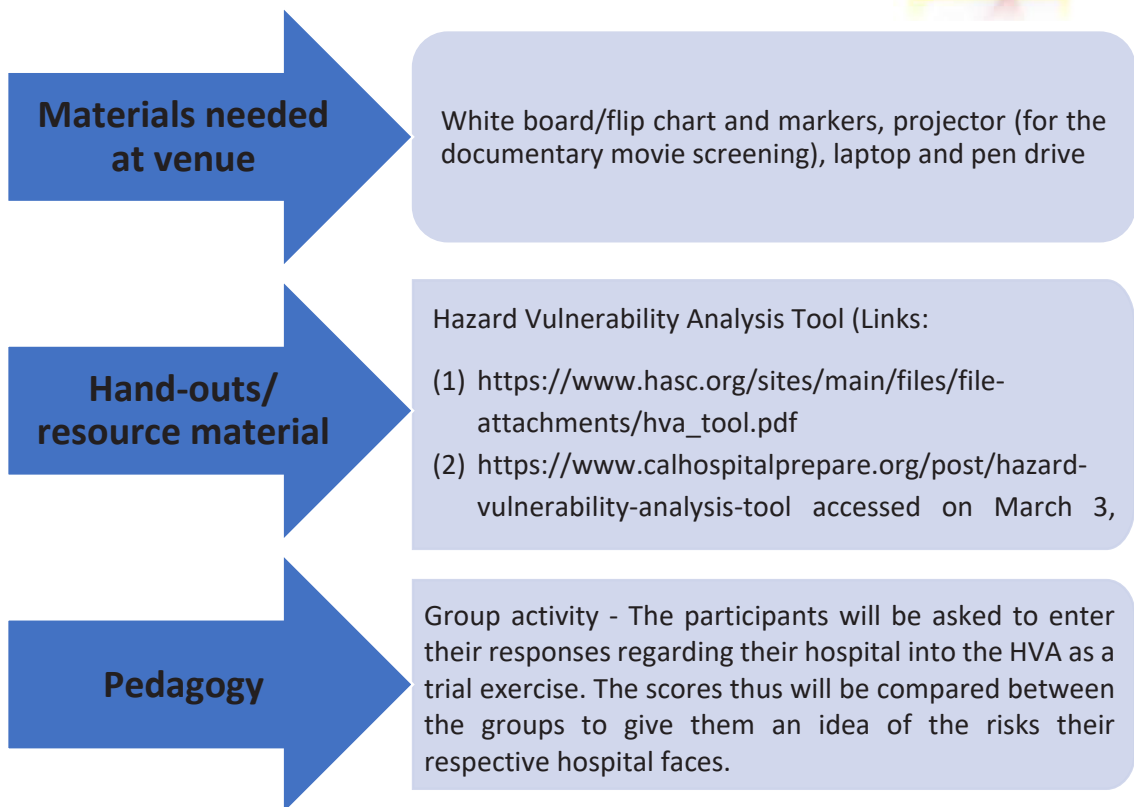 Materials needed
at venue
White board/flip chart and markers, projector (for the
documentary movie screening), laptop and pen drive
Hand-outs/
resource material
Hazard Vulnerability Analysis Tool (Links:
(1) https://www.hasc.org/sites/main/files/file-
attachments/hva_tool.pdf
(2) https://www.calhospitalprepare.org/post/hazard-
vulnerability-analysis-tool accessed on March 3,
Pedagogy
Group activity - The participants will be asked to enter
their responses regarding their hospital into the HVA as a
trial exercise. The scores thus will be compared between
the groups to give them an idea of the risks their
respective hospital faces.